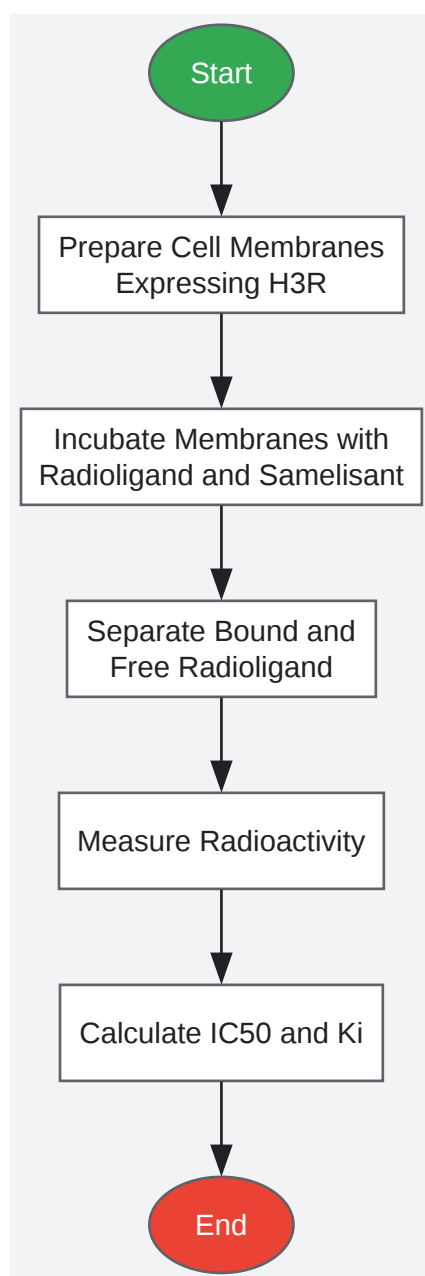 Start
Prepare Cell Membranes
Expressing H3R
Incubate Membranes with
Radioligand and Samelisant
Separate Bound and
Free Radioligand
Measure Radioactivity
Calculate IC50 and Ki
End